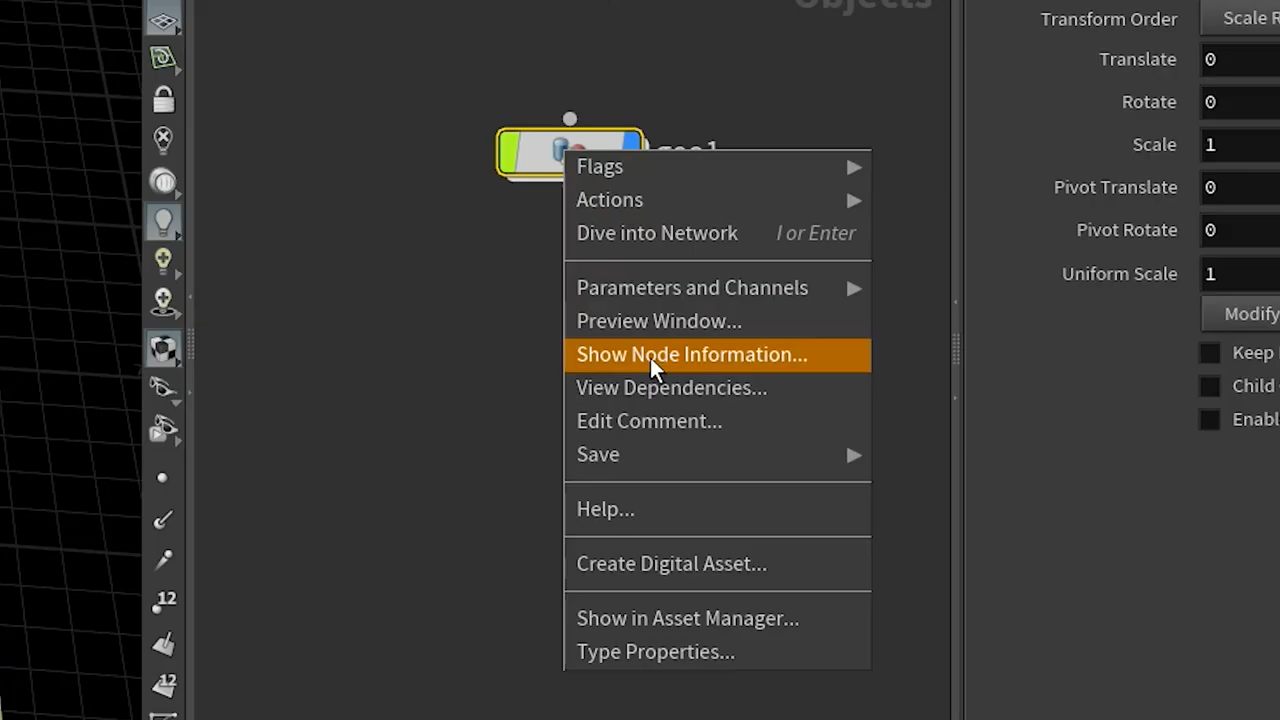 Objects
Transform Order
Translate 0
Rotate 0
Scale 1
Pivot Translate 0
Pivot Rotate 0
Uniform Scale 1
Modify
Keep
Child
Flags
Actions
Dive into Network I or Enter
Parameters and Channels
Preview Window...
Show Node Information...
View Dependencies...
Edit Comment...
Save
Help...
Create Digital Asset...
Show in Asset Manager...
Type Properties...
12
12